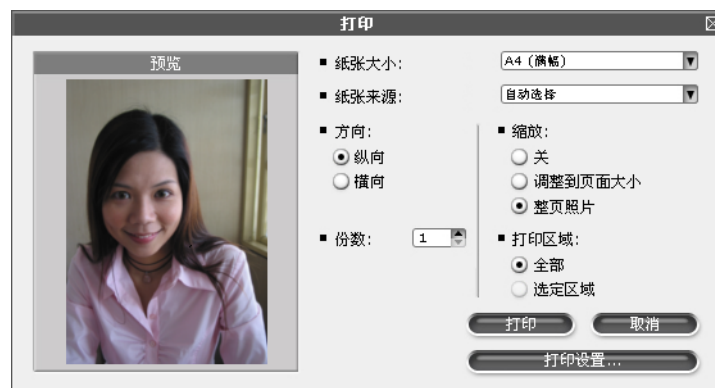 打印
预览
纸张大小:
A4 (满幅)
纸张来源:
自动选择
方向:
纵向
横向
缩放:
关
调整到页面大小
整页照片
份数:
1
打印区域:
全部
选定区域
打印
取消
打印设置...